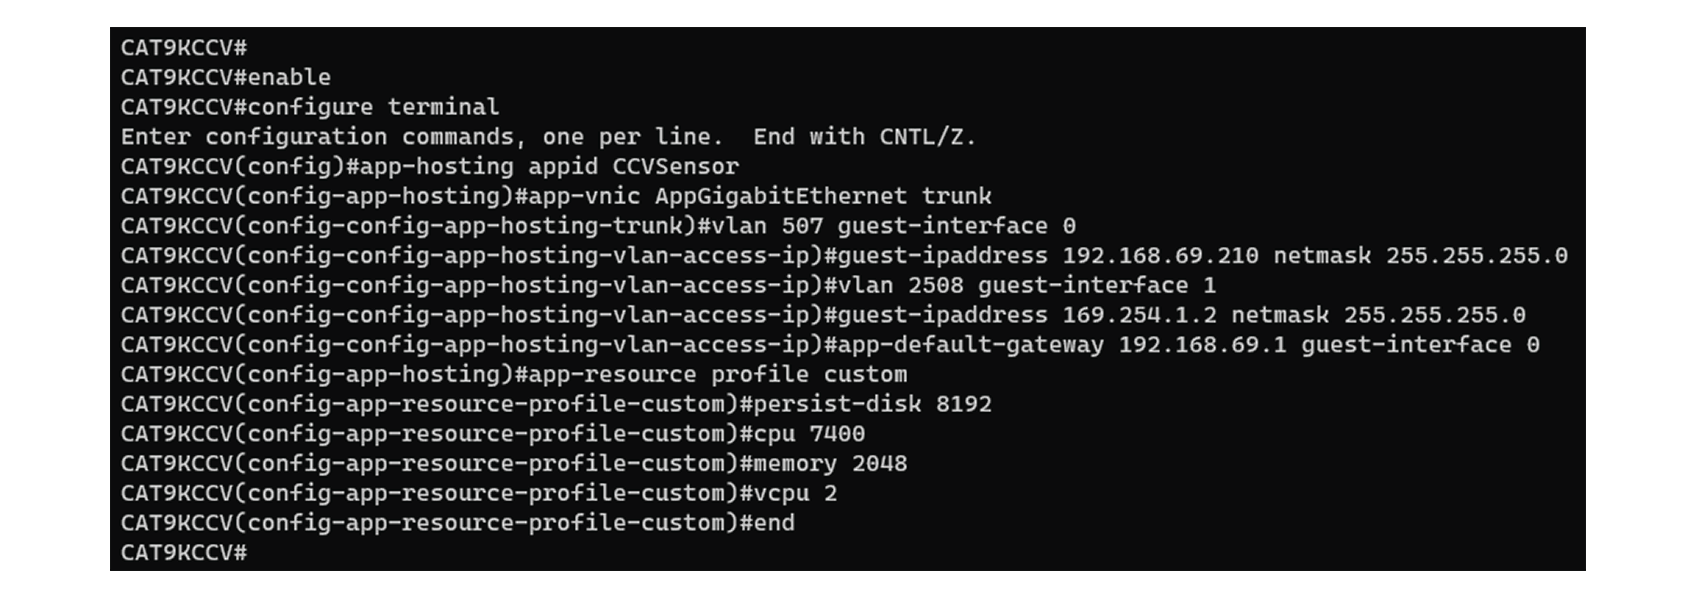 CAT9KCCV#
CAT9KCCV#enable
CAT9KCCV#configure terminal
Enter configuration commands, one per line.  End with CNTL/Z.
CAT9KCCV(config)#app-hosting appid CCVSensor
CAT9KCCV(config-app-hosting)#app-vnic AppGigabitEthernet trunk
CAT9KCCV(config-config-app-hosting-trunk)#vlan 507 guest-interface 0
CAT9KCCV(config-config-app-hosting-vlan-access-ip)#guest-ipaddress 192.168.69.210 netmask 255.255.255.0
CAT9KCCV(config-config-app-hosting-vlan-access-ip)#vlan 2508 guest-interface 1
CAT9KCCV(config-config-app-hosting-vlan-access-ip)#guest-ipaddress 169.254.1.2 netmask 255.255.255.0
CAT9KCCV(config-config-app-hosting-vlan-access-ip)#app-default-gateway 192.168.69.1 guest-interface 0
CAT9KCCV(config-app-hosting)#app-resource profile custom
CAT9KCCV(config-app-resource-profile-custom)#persist-disk 8192
CAT9KCCV(config-app-resource-profile-custom)#cpu 7400
CAT9KCCV(config-app-resource-profile-custom)#memory 2048
CAT9KCCV(config-app-resource-profile-custom)#vcpu 2
CAT9KCCV(config-app-resource-profile-custom)#end
CAT9KCCV#